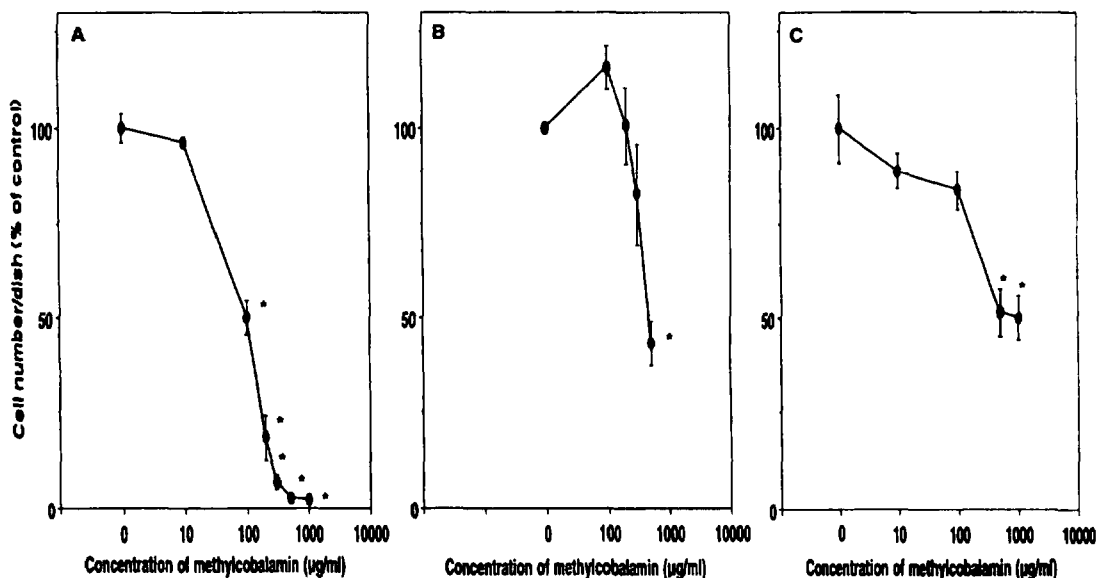 A
B
C
Cell number/dish (% of control)
100
50
0
0 10 100 1000 10000
Concentration of methylcobalamin (µg/ml)
100
50
0
0 100 1000 10000
Concentration of methylcobalamin (µg/ml)
100
50
0
0 10 100 1000 10000
Concentration of methylcobalamin (µg/ml)